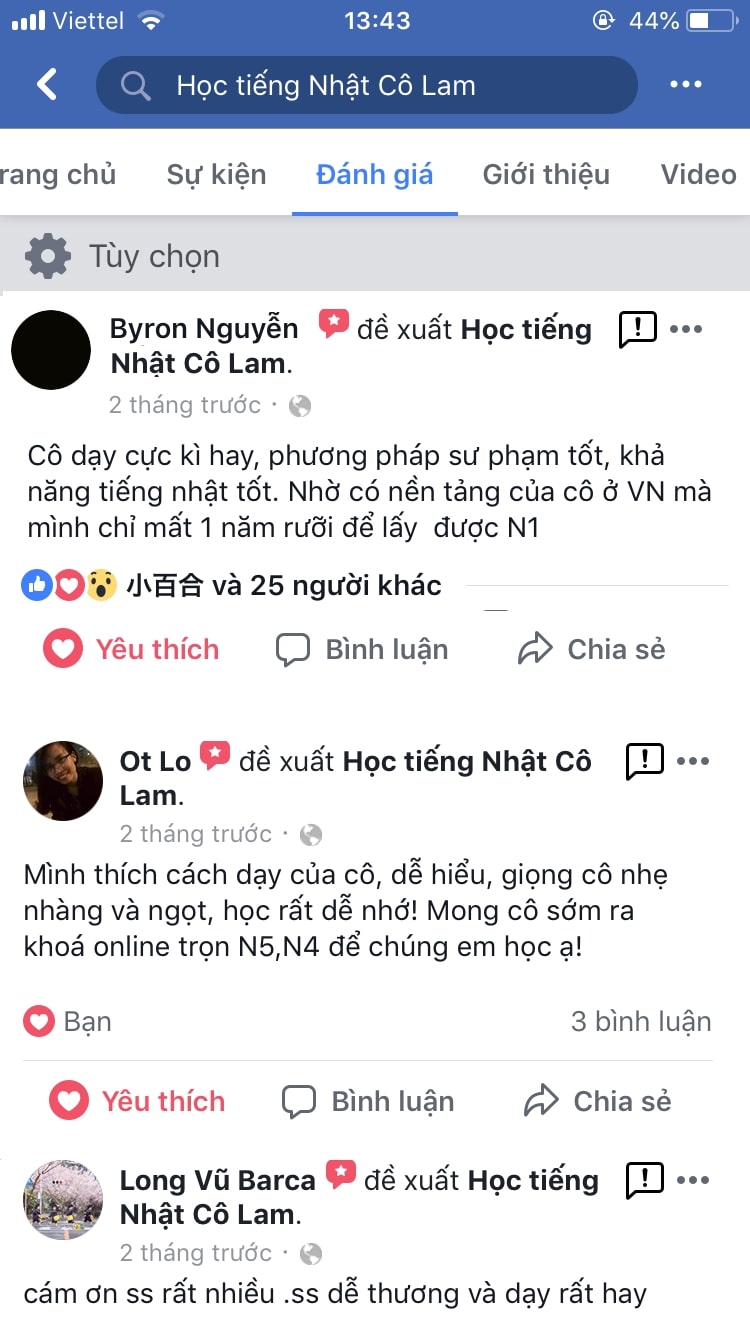 Viettel 13:43 44%
Học tiếng Nhật Cô Lam
rang chủ Sự kiện Đánh giá Giới thiệu Video
Tùy chọn
Byron Nguyễn đề xuất Học tiếng
Nhật Cô Lam.
2 tháng trước ·
Cô dạy cực kì hay, phương pháp sư phạm tốt, khả
năng tiếng nhật tốt. Nhờ có nền tảng của cô ở VN mà
mình chỉ mất 1 năm rưỡi để lấy  được N1
小百合 và 25 người khác
Yêu thích Bình luận Chia sẻ
Ot Lo đề xuất Học tiếng Nhật Cô
Lam.
2 tháng trước ·
Mình thích cách dạy của cô, dễ hiểu, giọng cô nhẹ
nhàng và ngọt, học rất dễ nhớ! Mong cô sớm ra
khoá online trọn N5,N4 để chúng em học ạ!
Bạn 3 bình luận
Yêu thích Bình luận Chia sẻ
Long Vũ Barca đề xuất Học tiếng
Nhật Cô Lam.
2 tháng trước ·
cám ơn ss rất nhiều .ss dễ thương và dạy rất hay